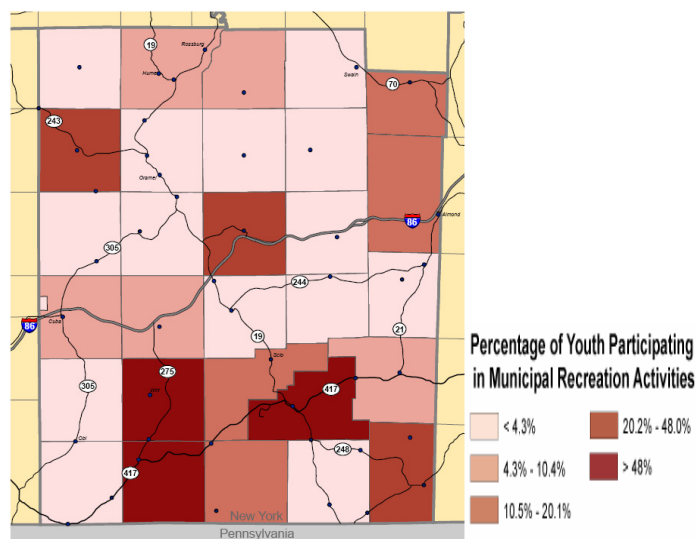 19
Rossburg
Hume
Swain
70
243
Oramel
86
Almond
305
244
86
Cuba
19
21
Scio
275
305
417
Obi
248
417
New York
Pennsylvania
Percentage of Youth Participating
in Municipal Recreation Activities
< 4.3%
4.3% - 10.4%
10.5% - 20.1%
20.2% - 48.0%
> 48%